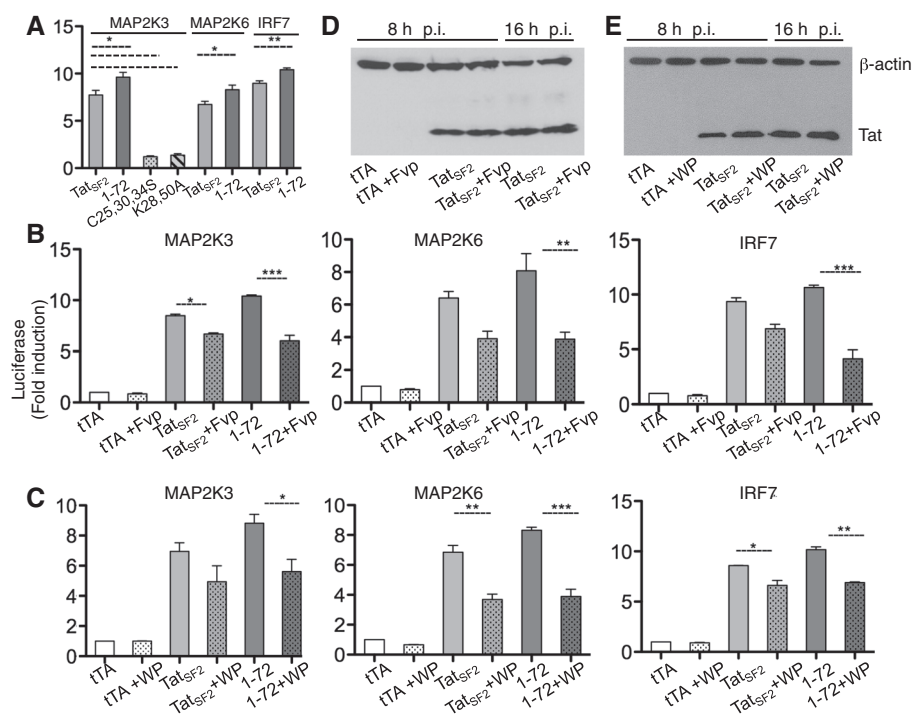 A
MAP2K3 MAP2K6 IRF7
15
10
5
0
* * **
TatSF2 1-72 C25,30,34S K28,50A TatSF2 1-72 TatSF2 1-72
D
8 h p.i. 16 h p.i.
tTA tTA +Fvp TatSF2 TatSF2+Fvp TatSF2 TatSF2+Fvp
E
8 h p.i. 16 h p.i.
β-actin
Tat
tTA tTA +WP TatSF2 TatSF2+WP TatSF2 TatSF2+WP
B
Luciferase
(Fold induction)
MAP2K3
15
10
5
0
* ***
tTA tTA +Fvp TatSF2 TatSF2+Fvp 1-72 1-72+Fvp
MAP2K6
10
8
6
4
2
0
**
tTA tTA +Fvp TatSF2 TatSF2+Fvp 1-72 1-72+Fvp
IRF7
15
10
5
0
***
tTA tTA +Fvp TatSF2 TatSF2+Fvp 1-72 1-72+Fvp
C
MAP2K3
10
8
6
4
2
0
*
tTA tTA +WP TatSF2 TatSF2+WP 1-72 1-72+WP
MAP2K6
10
8
6
4
2
0
** ***
tTA tTA +WP TatSF2 TatSF2+WP 1-72 1-72+WP
IRF7
15
10
5
0
* **
tTA tTA +WP TatSF2 TatSF2+WP 1-72 1-72+WP